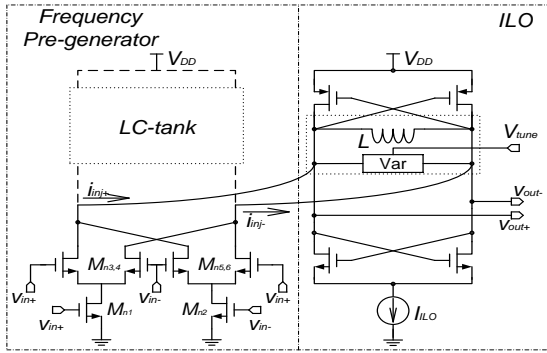 Frequency
Pre-generator
ILO
VDD
VDD
LC-tank
L
Vtune
Var
iinj+
iinj-
vout-
vout+
Mn3,4
Mn5,6
vin+
vin-
vin+
vin+
Mn1
Mn2
vin-
IILO